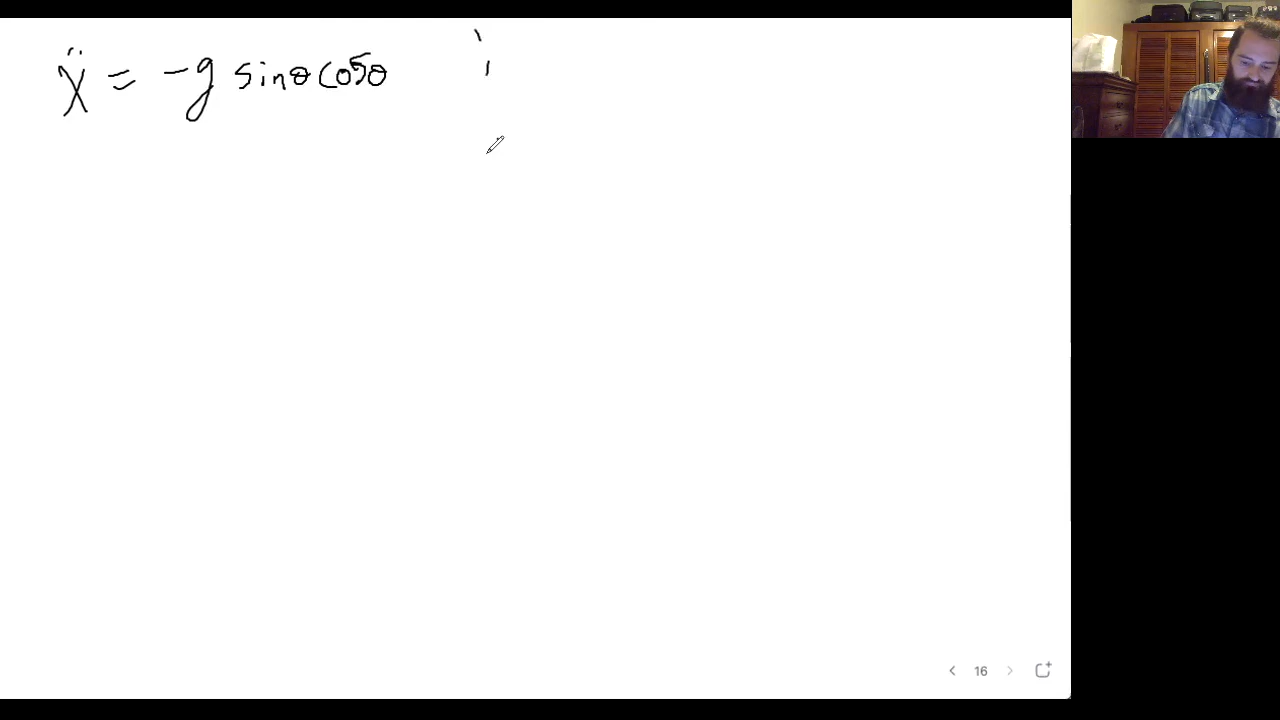 ẍ = -g sinθ cosθ
16